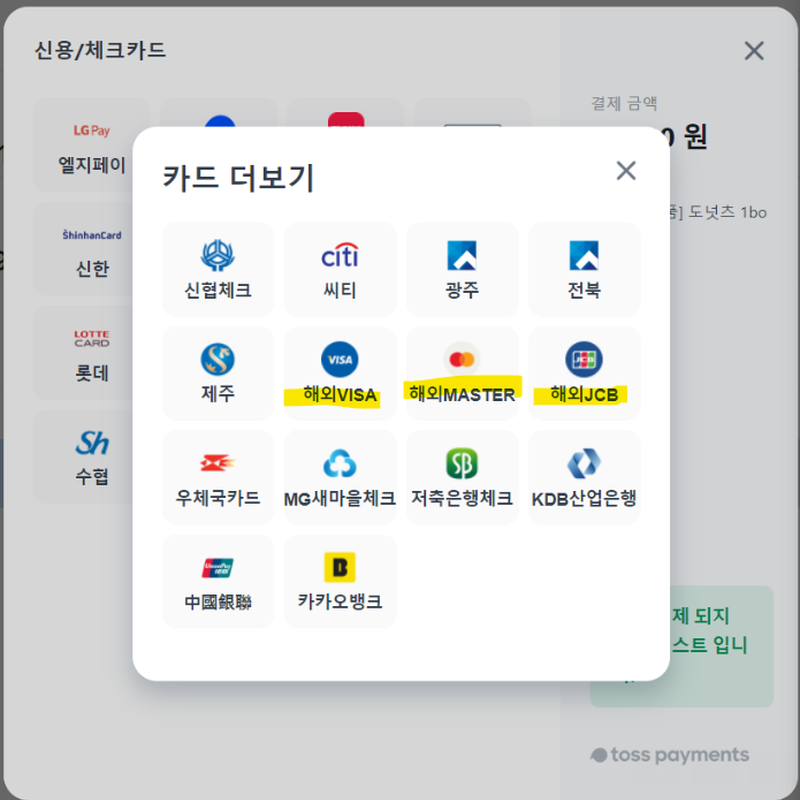 신용/체크카드
결제 금액
0 원
LG Pay
엘지페이
도넛츠 1bo
ShinhanCard
신한
LOTTE
CARD
롯데
Sh
수협
카드 더보기
신협체크
citi
씨티
광주
전북
제주
VISA
해외VISA
해외MASTER
JCB
해외JCB
우체국카드
MG새마을체크
SB
저축은행체크
KDB산업은행
UnionPay
银联
中國銀聯
B
카카오뱅크
제 되지
스트 입니
toss payments